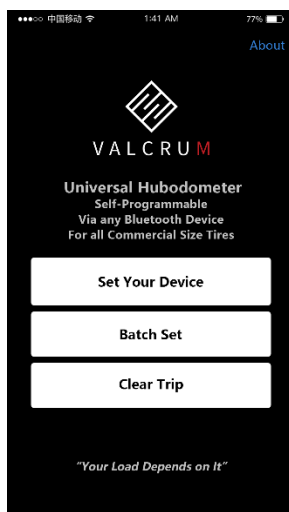 中国移动 1:41 AM 77%
About
VALCRUM
Universal Hubodometer
Self-Programmable
Via any Bluetooth Device
For all Commercial Size Tires
Set Your Device
Batch Set
Clear Trip
"Your Load Depends on It"